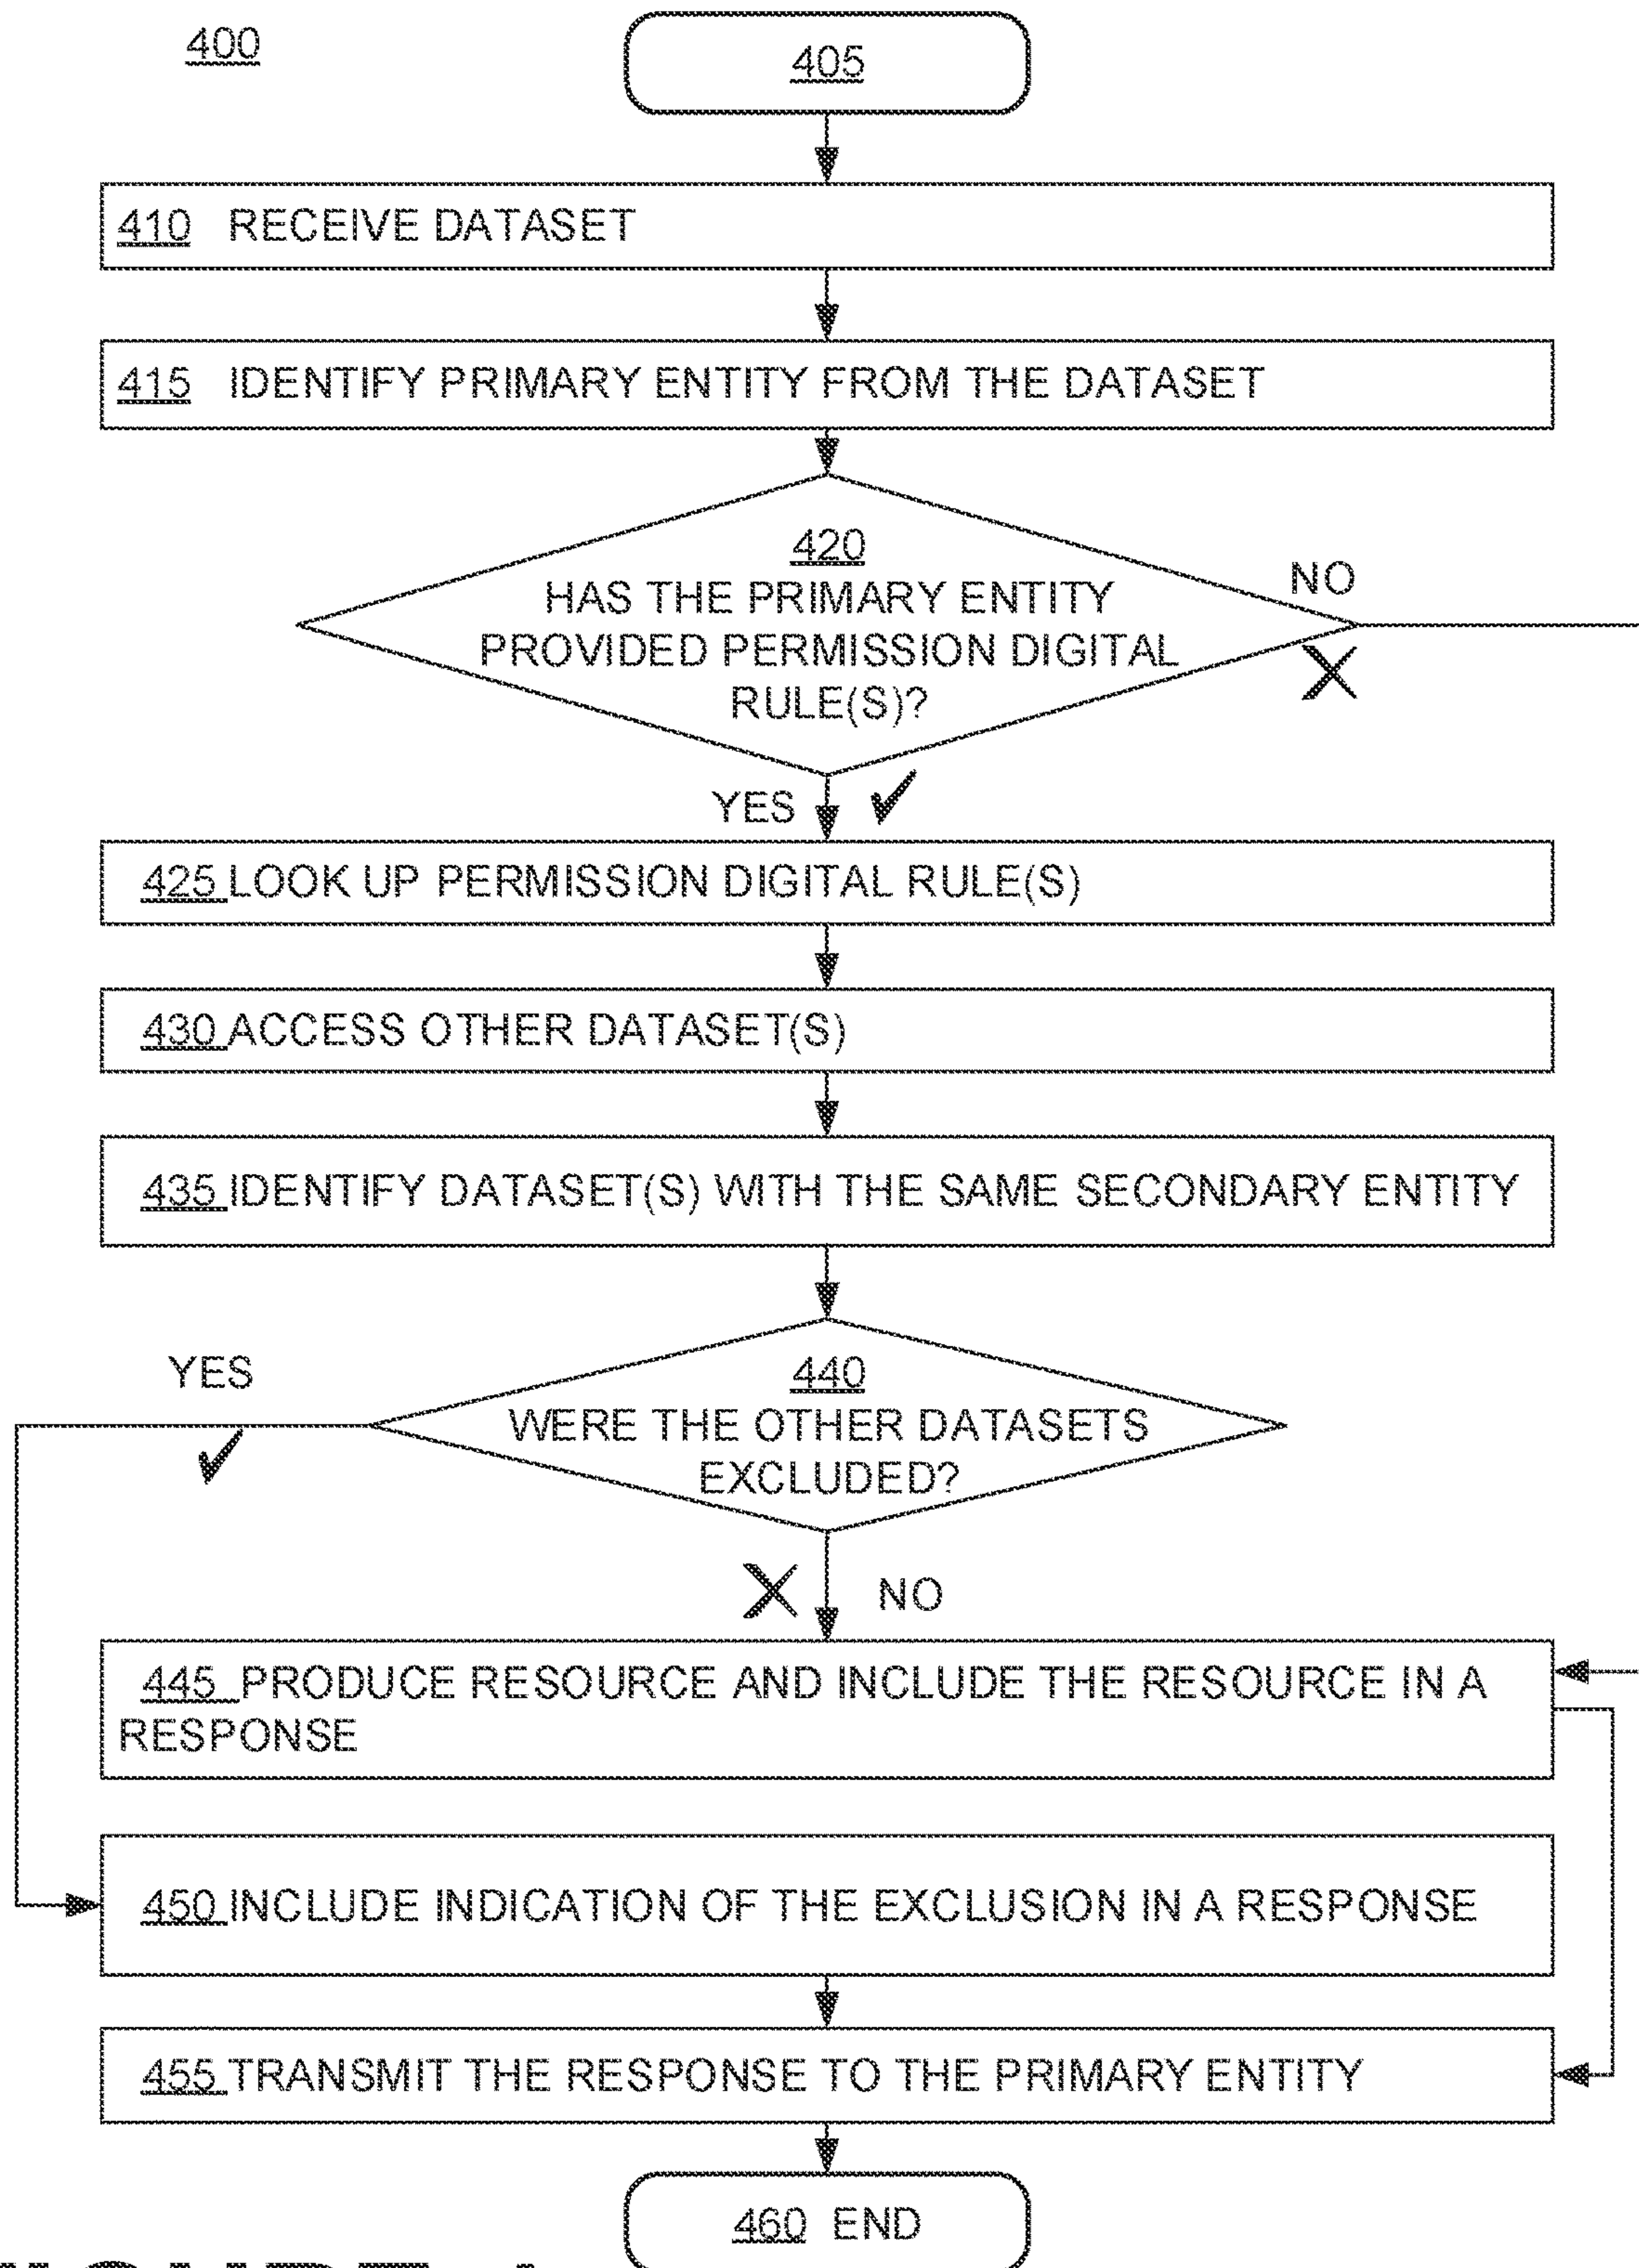 400
405
410 RECEIVE DATASET
415 IDENTIFY PRIMARY ENTITY FROM THE DATASET
420
HAS THE PRIMARY ENTITY
PROVIDED PERMISSION DIGITAL
RULE(S)?
NO
YES
425 LOOK UP PERMISSION DIGITAL RULE(S)
430 ACCESS OTHER DATASET(S)
435 IDENTIFY DATASET(S) WITH THE SAME SECONDARY ENTITY
440
WERE THE OTHER DATASETS
EXCLUDED?
YES
NO
445 PRODUCE RESOURCE AND INCLUDE THE RESOURCE IN A
RESPONSE
450 INCLUDE INDICATION OF THE EXCLUSION IN A RESPONSE
455 TRANSMIT THE RESPONSE TO THE PRIMARY ENTITY
460 END